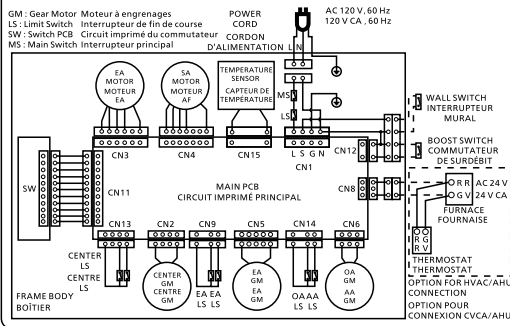 GM : Gear Motor Moteur à engrenages
LS : Limit Switch Interrupteur de fin de course
SW : Switch PCB Circuit imprimé du commutateur
MS : Main Switch Interrupteur principal
POWER
CORD
CORDON
D'ALIMENTATION
L N
AC 120 V, 60 Hz
120 V CA , 60 Hz
EA
MOTOR
MOTEUR
EA
SA
MOTOR
MOTEUR
AF
TEMPERATURE
SENSOR
CAPTEUR DE
TEMPÉRATURE
MS
LS
WALL SWITCH
INTERRUPTEUR
MURAL
BOOST SWITCH
COMMUTATEUR
DE SURDÉBIT
CN3
CN4
CN15
L S G N
CN1
CN12
SW
CN11
MAIN PCB
CIRCUIT IMPRIMÉ PRINCIPAL
CN8
R R
G V
AC 24 V
24 V CA
FURNACE
FOURNAISE
R R
G V
THERMOSTAT
THERMOSTAT
CN13
CN2
CN9
CN5
CN14
CN6
CENTER
LS
CENTRE
LS
CENTER
GM
CENTRE
GM
EA EA
LS LS
EA
GM
EA
GM
OA AA
LS LS
OA
GM
AA
GM
FRAME BODY
BOÎTIER
OPTION FOR HVAC/AHU
CONNECTION
OPTION POUR
CONNEXION CVCA/AHU